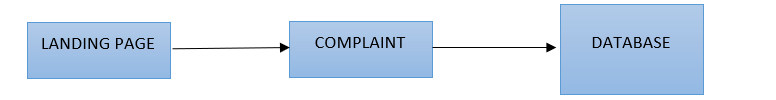 LANDING PAGE
COMPLAINT
DATABASE